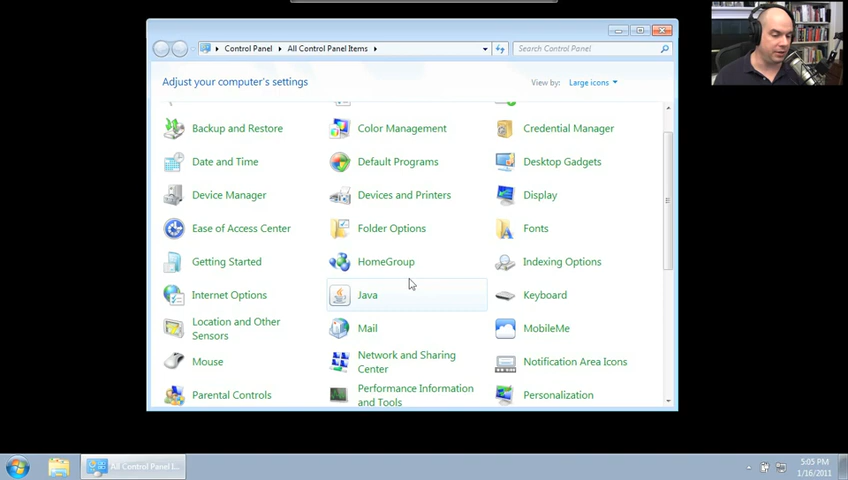 Control Panel
All Control Panel Items
Search Control Panel
Adjust your computer's settings
View by:
Large icons
Backup and Restore
Color Management
Credential Manager
Date and Time
Default Programs
Desktop Gadgets
Device Manager
Devices and Printers
Display
Ease of Access Center
Folder Options
Fonts
Getting Started
HomeGroup
Indexing Options
Internet Options
Java
Keyboard
Location and Other
Sensors
Mail
MobileMe
Mouse
Network and Sharing
Center
Notification Area Icons
Parental Controls
Performance Information
and Tools
Personalization
All Control Panel I...
5:05 PM
1/16/2011